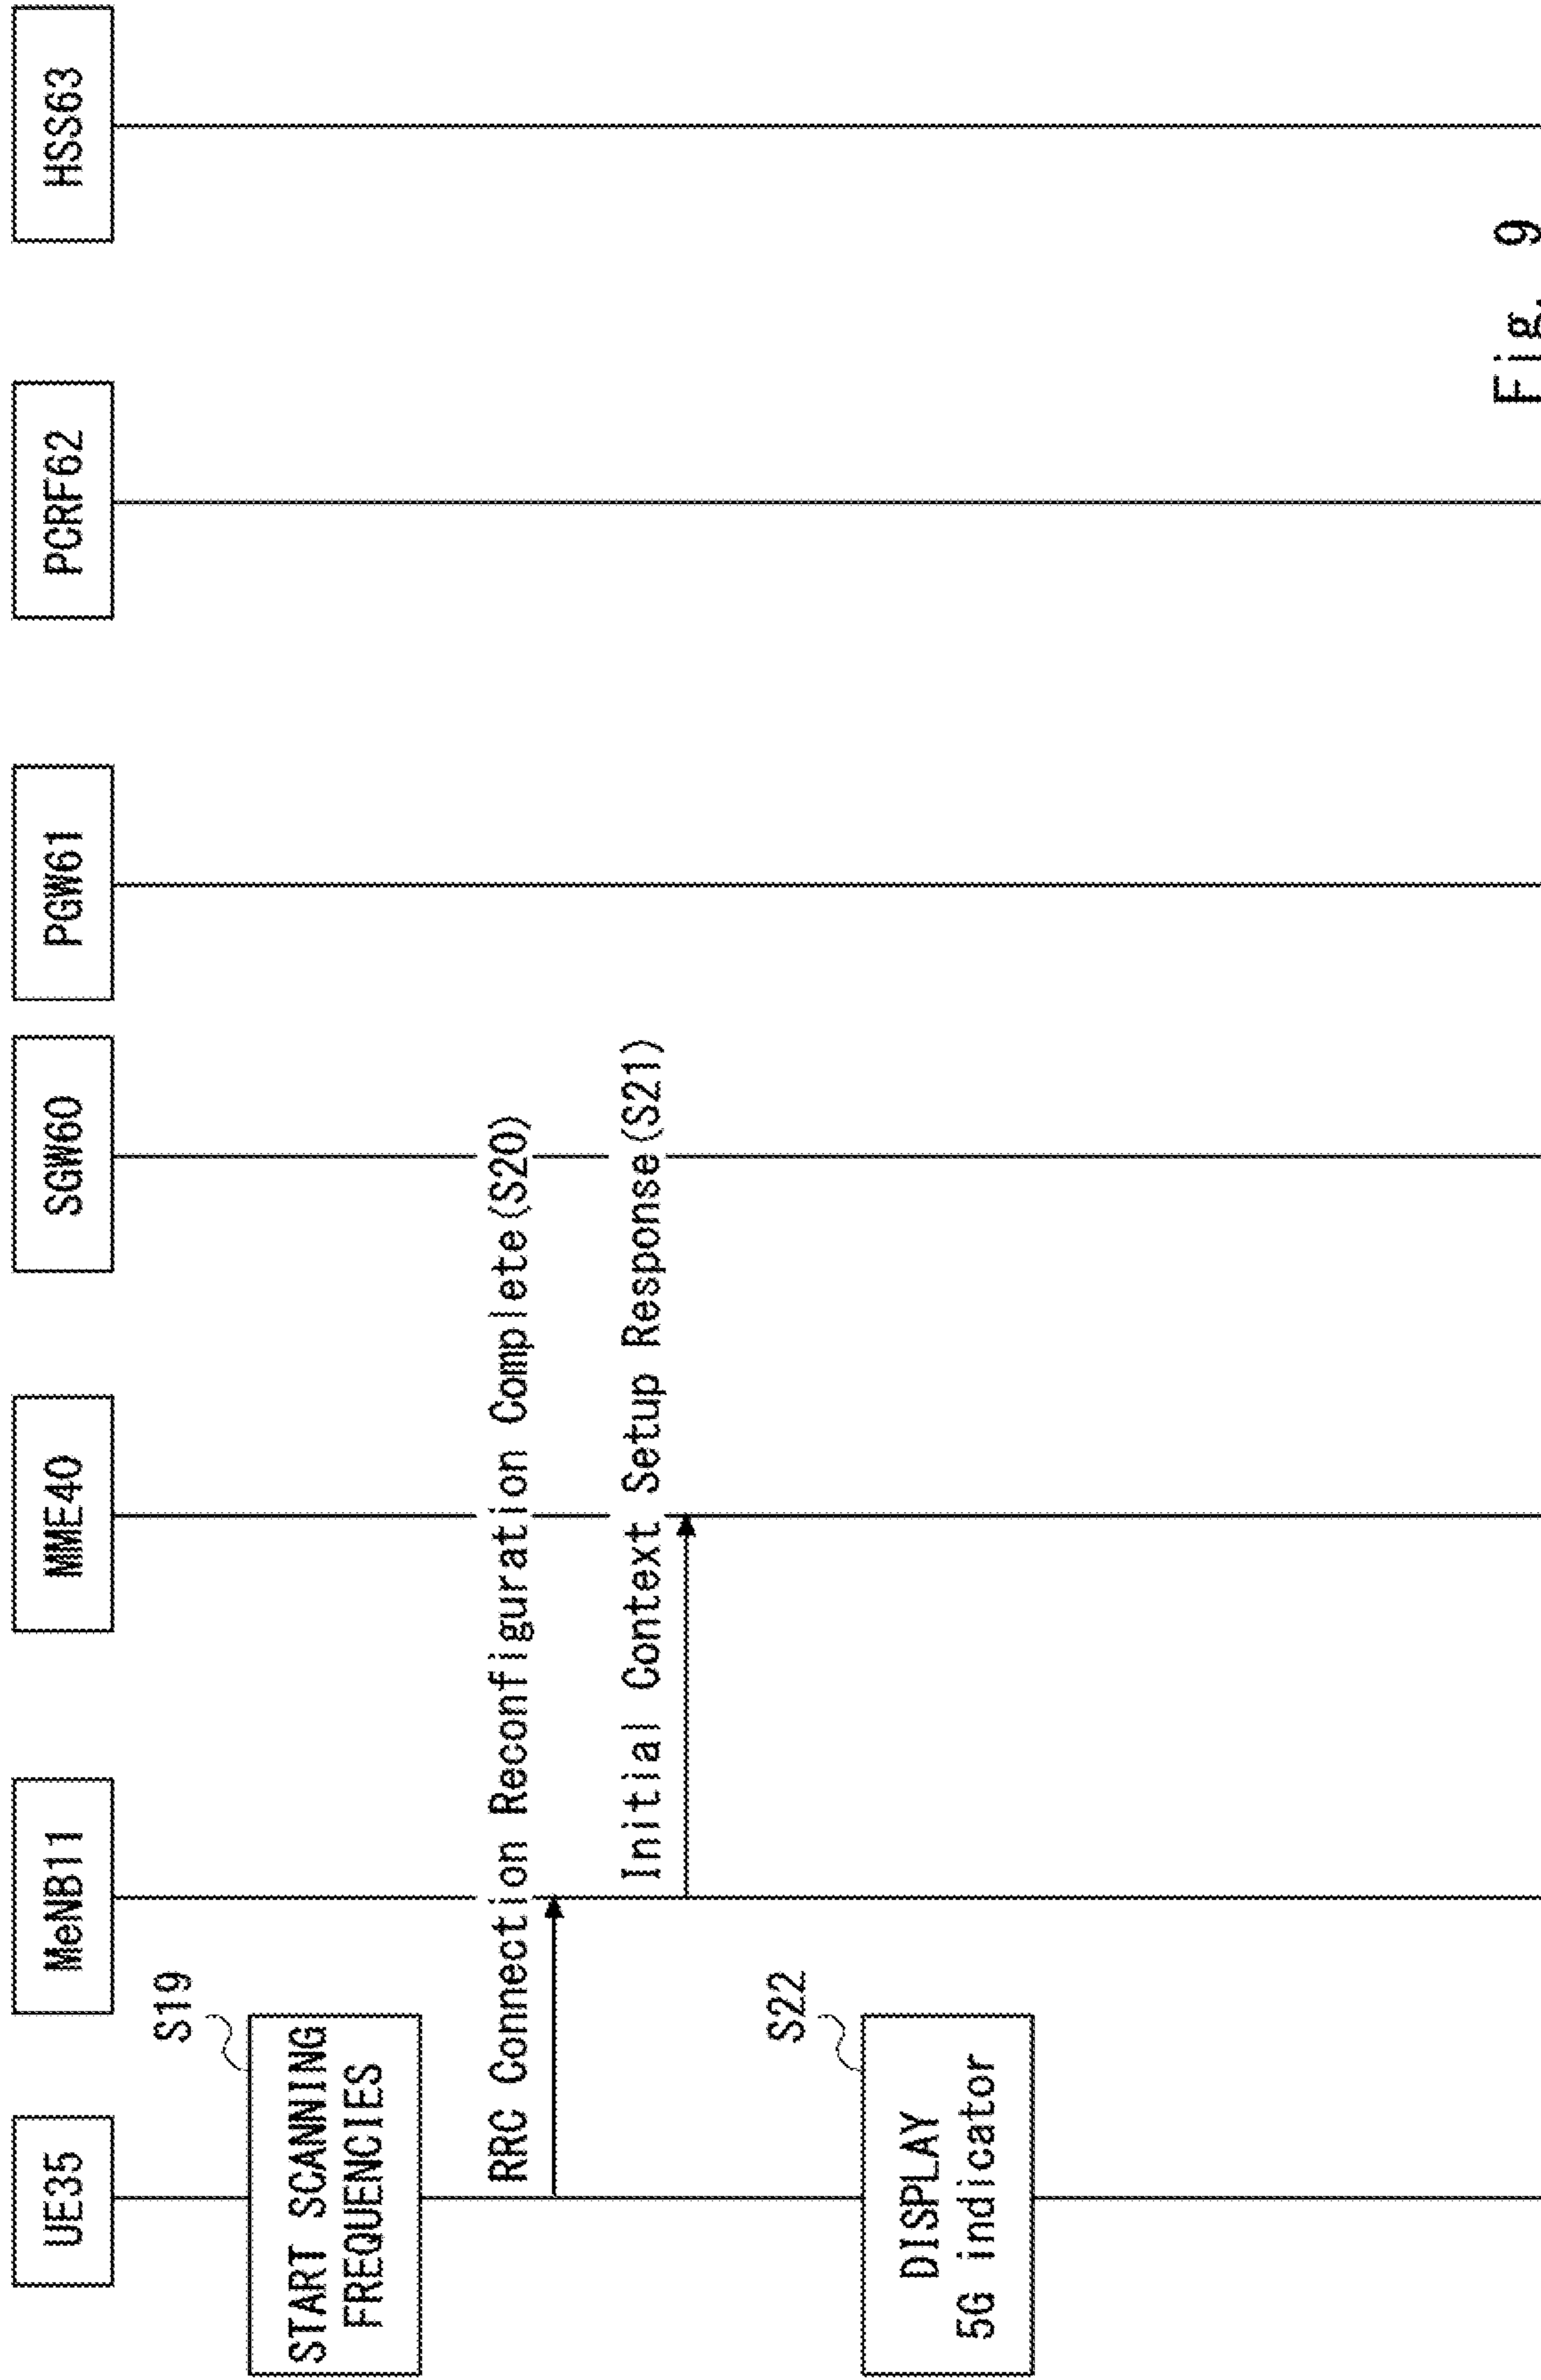 UE35
MeNB11
MME40
SGW60
PGW61
PCRF62
HSS63
S19
START SCANNING
FREQUENCIES
RRC Connection Reconfiguration Complete(S20)
Initial Context Setup Response(S21)
S22
DISPLAY
5G indicator
Fig. 9